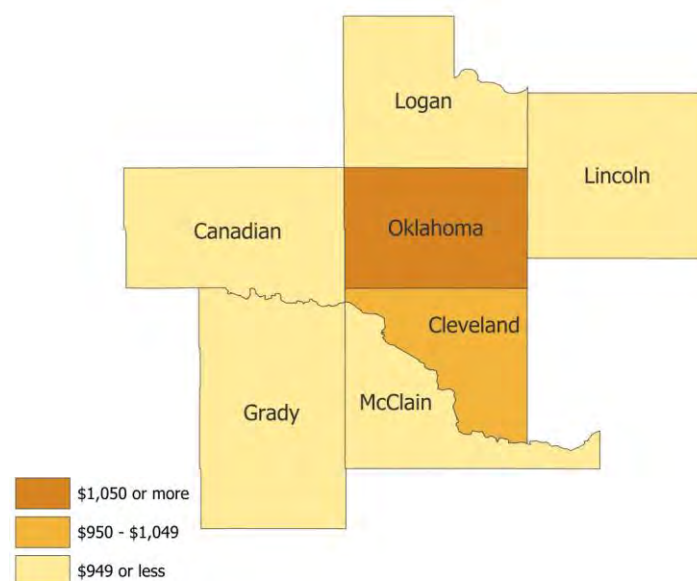 Logan
Lincoln
Canadian
Oklahoma
Cleveland
McClain
Grady
$1,050 or more
$950 - $1,049
$949 or less